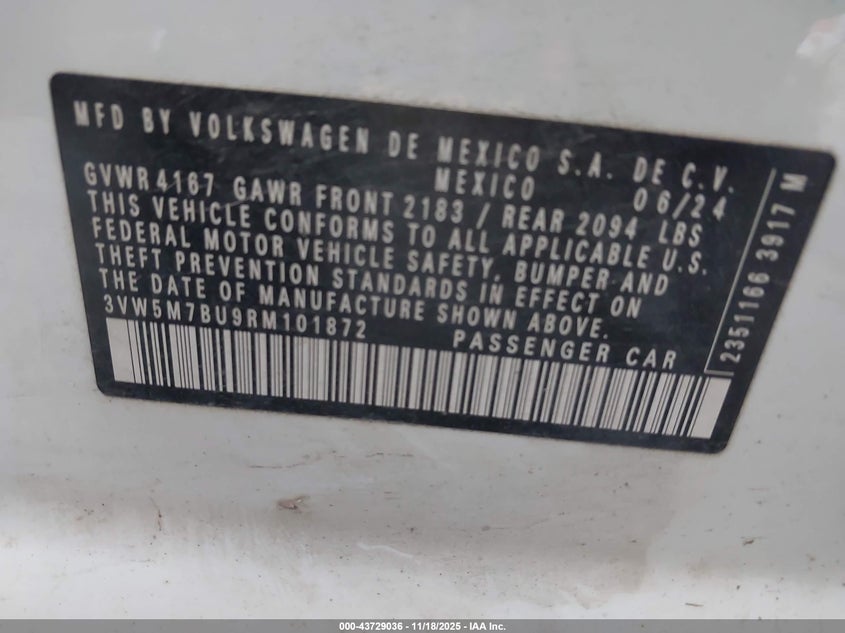 MFD BY VOLKSWAGEN DE MEXICO S.A. DE C.V.
MEXICO 06/24
GVWR 4167 GAWR FRONT 2183 / REAR 2094 LBS
THIS VEHICLE CONFORMS TO ALL APPLICABLE U.S.
FEDERAL MOTOR VEHICLE SAFETY, BUMPER AND
THEFT PREVENTION STANDARDS IN EFFECT ON
THE DATE OF MANUFACTURE SHOWN ABOVE.
3VW5M7BU9RM101872 PASSENGER CAR
2351166 3917 M
000-43729036 - 11/18/2025 - IAA Inc.